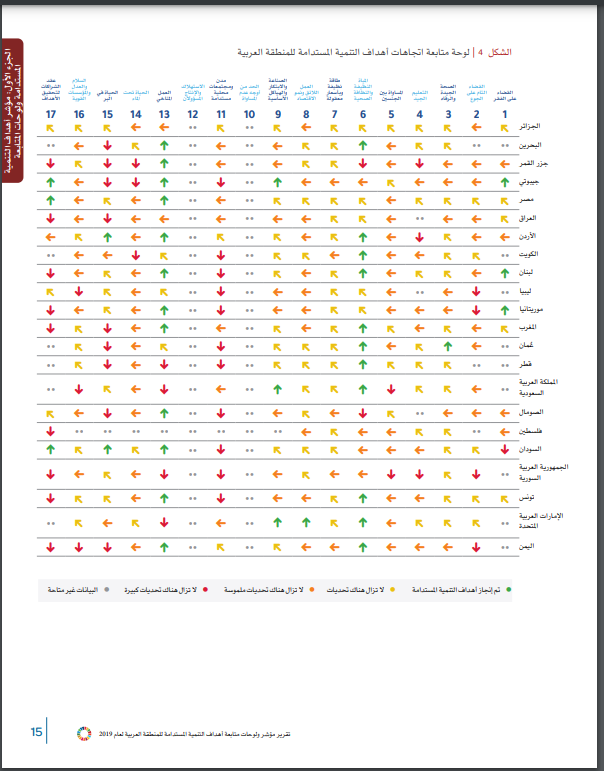 الجزء الأول: مؤشر أهداف التنمية
المستدامة ولوحات المتابعة
الشكل 4 | لوحة متابعة اتجاهات أهداف التنمية المستدامة للمنطقة العربية
القضاء
على الفقر
القضاء
التام على
الجوع
الصحة
الجيدة
والرفاه
التعليم
الجيد
المساواة بين
الجنسين
المياه
النظيفة
والنظافة
الصحية
طاقة
نظيفة
وبأسعار
معقولة
العمل
اللائق ونمو
الاقتصاد
الصناعة
والابتكار
والهياكل
الأساسية
الحد من
أوجه عدم
المساواة
مدن
ومجتمعات
محلية
مستدامة
الاستهلاك
والإنتاج
المسؤولان
العمل
المناخي
الحياة تحت
الماء
الحياة في
البر
السلام
والعدل
والمؤسسات
القوية
عقد
الشراكات
لتحقيق
الأهداف
1 2 3 4 5 6 7 8 9 10 11 12 13 14 15 16 17
الجزائر
البحرين
جزر القمر
جيبوتي
مصر
العراق
الأردن
الكويت
لبنان
ليبيا
موريتانيا
المغرب
عُمان
قطر
المملكة العربية
السعودية
الصومال
فلسطين
السودان
الجمهورية العربية
السورية
تونس
الإمارات العربية
المتحدة
اليمن
تم إنجاز أهداف التنمية المستدامة لا تزال هناك تحديات لا تزال هناك تحديات ملموسة لا تزال هناك تحديات كبيرة البيانات غير متاحة
تقرير مؤشر ولوحات متابعة أهداف التنمية المستدامة للمنطقة العربية لعام 2019
15